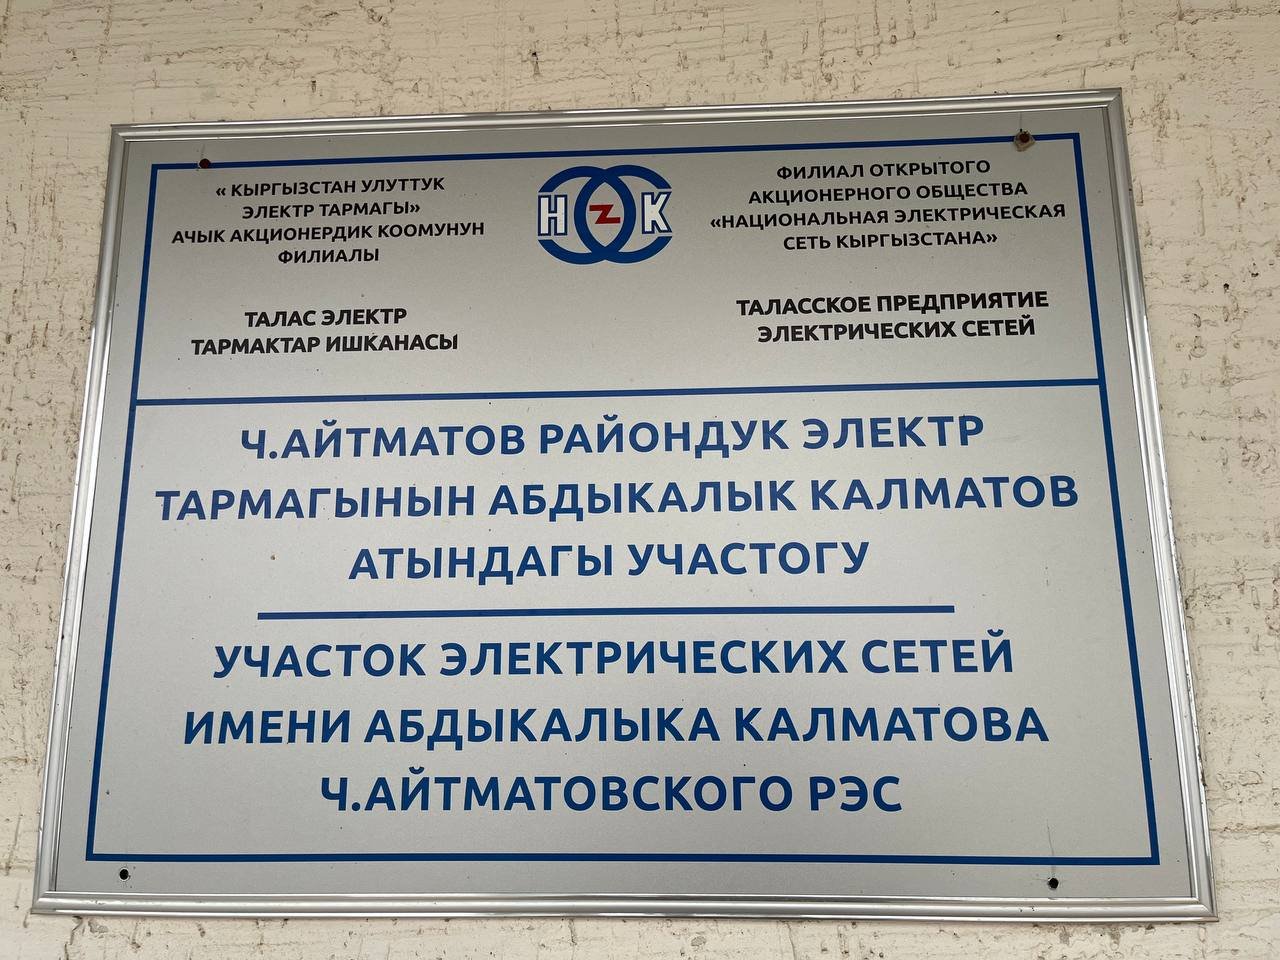 « КЫРГЫЗСТАН УЛУТТУК
ЭЛЕКТР ТАРМАГЫ»
АЧЫК АКЦИОНЕРДИК КООМУНУН
ФИЛИАЛЫ
ТАЛАС ЭЛЕКТР
ТАРМАКТАР ИШКАНАСЫ
НЭК
ФИЛИАЛ ОТКРЫТОГО
АКЦИОНЕРНОГО ОБЩЕСТВА
«НАЦИОНАЛЬНАЯ ЭЛЕКТРИЧЕСКАЯ
СЕТЬ КЫРГЫЗСТАНА»
ТАЛАССКОЕ ПРЕДПРИЯТИЕ
ЭЛЕКТРИЧЕСКИХ СЕТЕЙ
Ч.АЙТМАТОВ РАЙОНДУК ЭЛЕКТР
ТАРМАГЫНЫН АБДЫКАЛЫК КАЛМАТОВ
АТЫНДАГЫ УЧАСТОГУ
УЧАСТОК ЭЛЕКТРИЧЕСКИХ СЕТЕЙ
ИМЕНИ АБДЫКАЛЫКА КАЛМАТОВА
Ч.АЙТМАТОВСКОГО РЭС